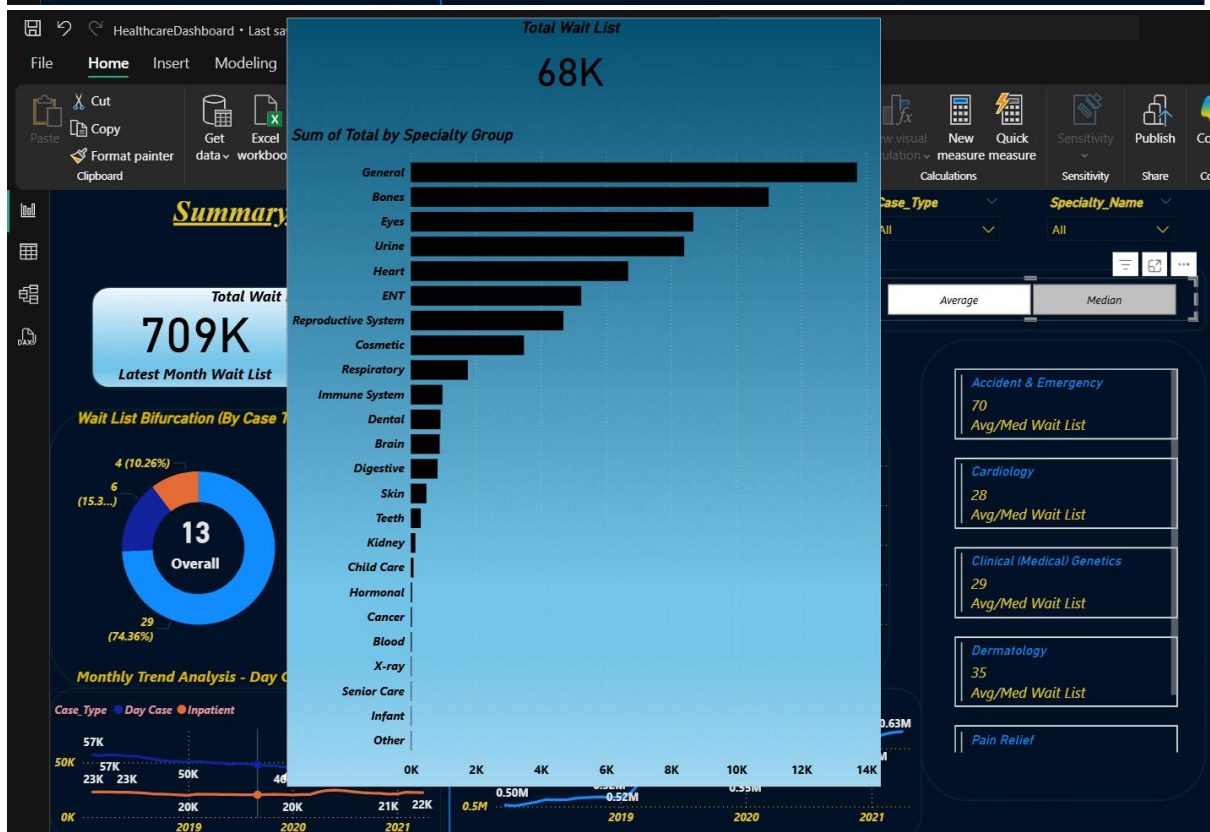 HealthcareDashboard • Last sa
File Home Insert Modeling
Paste
Cut
Copy
Format painter
Clipboard
Get data
Excel workboo
New measure
Quick measure
Calculations
Sensitivity
Sensitivity
Publish
Share
Total Wait List
68K
Sum of Total by Specialty Group
General
Bones
Eyes
Urine
Heart
ENT
Reproductive System
Cosmetic
Respiratory
Immune System
Dental
Brain
Digestive
Skin
Teeth
Kidney
Child Care
Hormonal
Cancer
Blood
X-ray
Senior Care
Infant
Other
0K 2K 4K 6K 8K 10K 12K 14K
Summary
Case_Type
All
Specialty_Name
All
Average
Median
Total Wait
709K
Latest Month Wait List
Wait List Bifurcation (By Case T
4 (10.26%)
6
(15.3...)
13
Overall
29
(74.36%)
Accident & Emergency
70
Avg/Med Wait List
Cardiology
28
Avg/Med Wait List
Clinical (Medical) Genetics
29
Avg/Med Wait List
Dermatology
35
Avg/Med Wait List
Pain Relief
Monthly Trend Analysis - Day C
Case_Type Day Case Inpatient
57K
50K
57K
23K 23K
50K
20K
20K
21K 22K
0K
2019 2020 2021
0.50M
0.5M
0.52M
0.55M
0.63M
2019 2020 2021